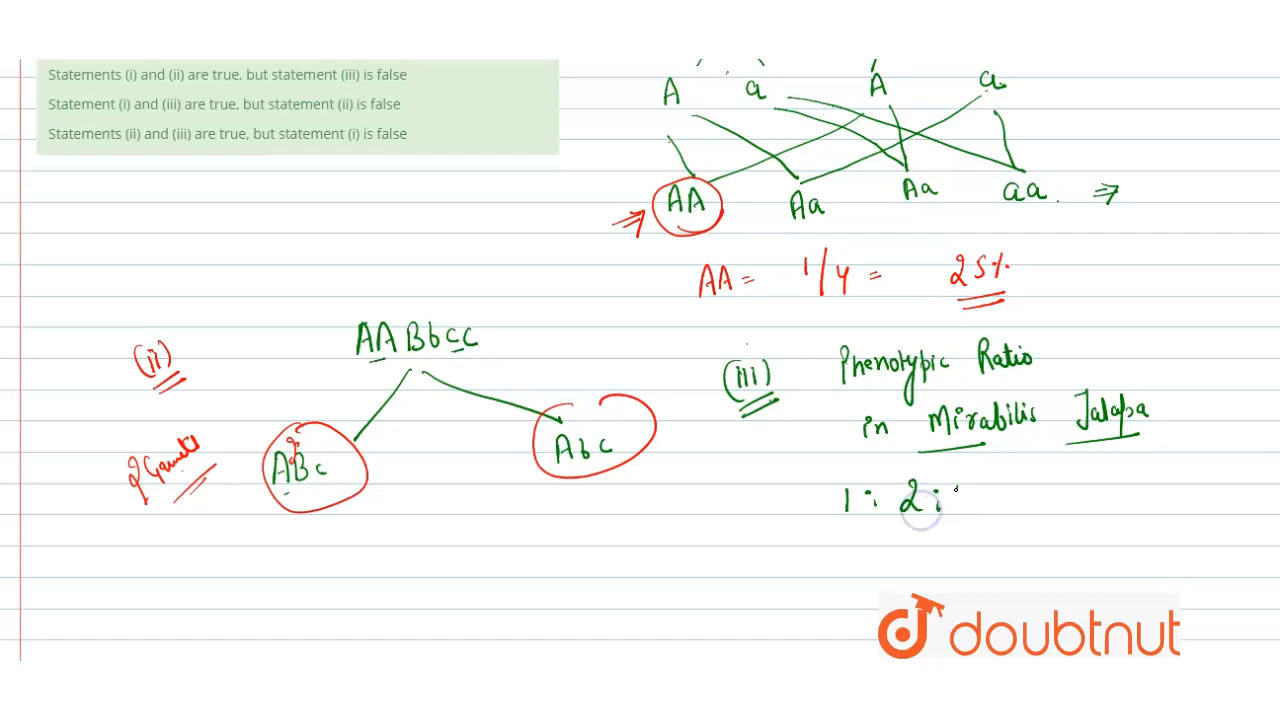 Statements (i) and (ii) are true, but statement (iii) is false
Statement (i) and (iii) are true, but statement (ii) is false
Statements (ii) and (iii) are true, but statement (i) is false
A a A a
AA Aa Aa aa ⇒
⇒
AA = 1/4 = 25%
(ii)
AABbcc
2 Gamete
ABc Abc
(iii) Phenotypic Ratio
in Mirabilis Jalapa
1 : 2 :
doubtnut